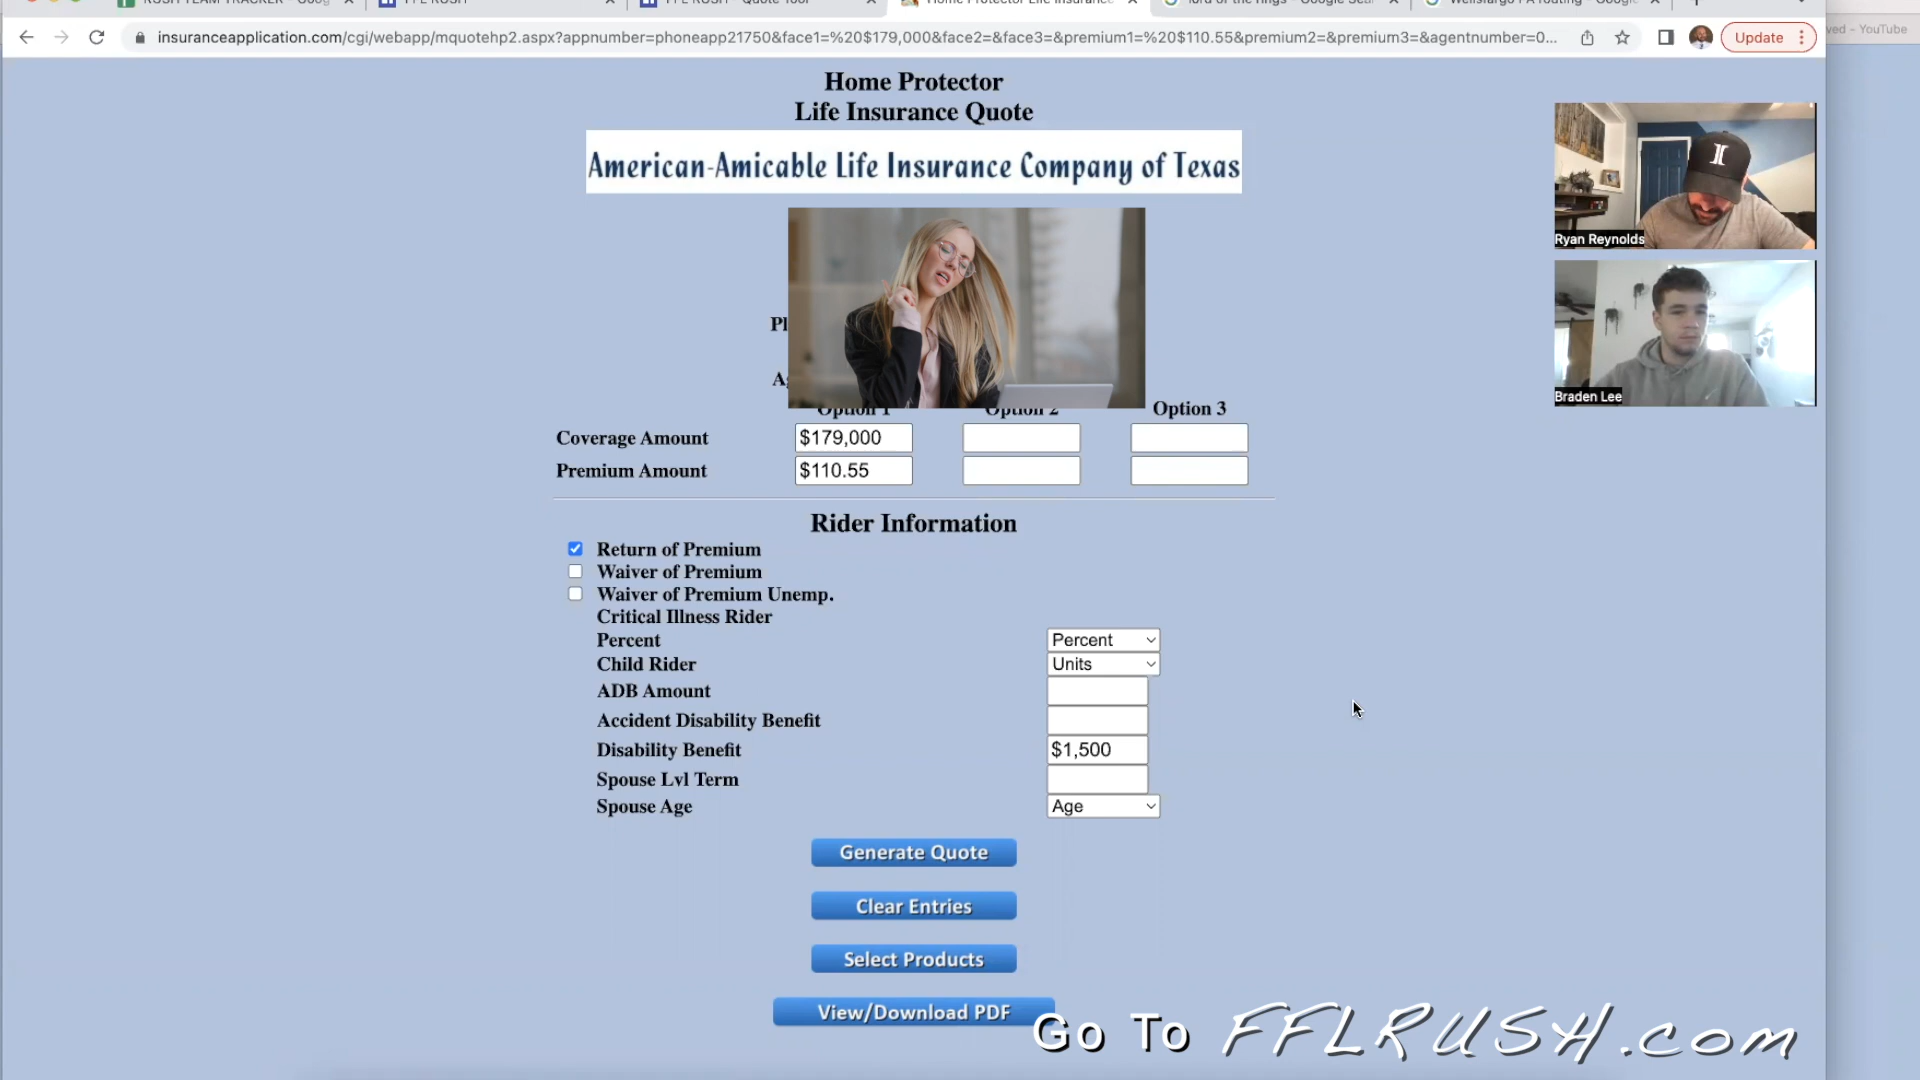 insuranceapplication.com/cgi/webapp/mquotehp2.aspx?appnumber=phoneapp21750&face1=%20$179,000&face2=&face3=&premium1=%20$110.55&premium2=&premium3=&agentnumber=0...
Update
YouTube
Home Protector
Life Insurance Quote
American-Amicable Life Insurance Company of Texas
Ryan Reynolds
Braden Lee
Option 1 Option 2 Option 3
Coverage Amount $179,000
Premium Amount $110.55
Rider Information
Return of Premium
Waiver of Premium
Waiver of Premium Unemp.
Critical Illness Rider
Percent Percent
Child Rider Units
ADB Amount
Accident Disability Benefit
Disability Benefit $1,500
Spouse Lvl Term
Spouse Age Age
Generate Quote
Clear Entries
Select Products
View/Download PDF
Go To FFLRUSH.com